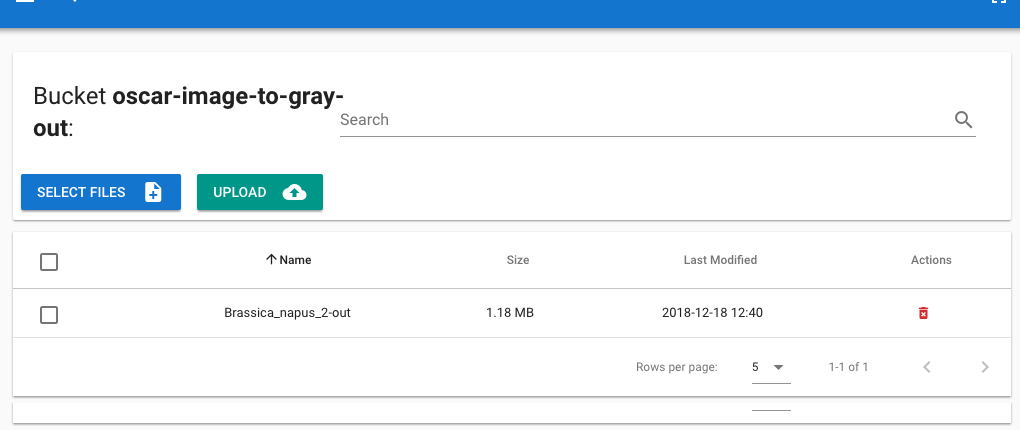 Bucket oscar-image-to-gray-
out:
Search
SELECT FILES UPLOAD
Name Size Last Modified Actions
Brassica_napus_2-out 1.18 MB 2018-12-18 12:40
Rows per page: 5 1-1 of 1